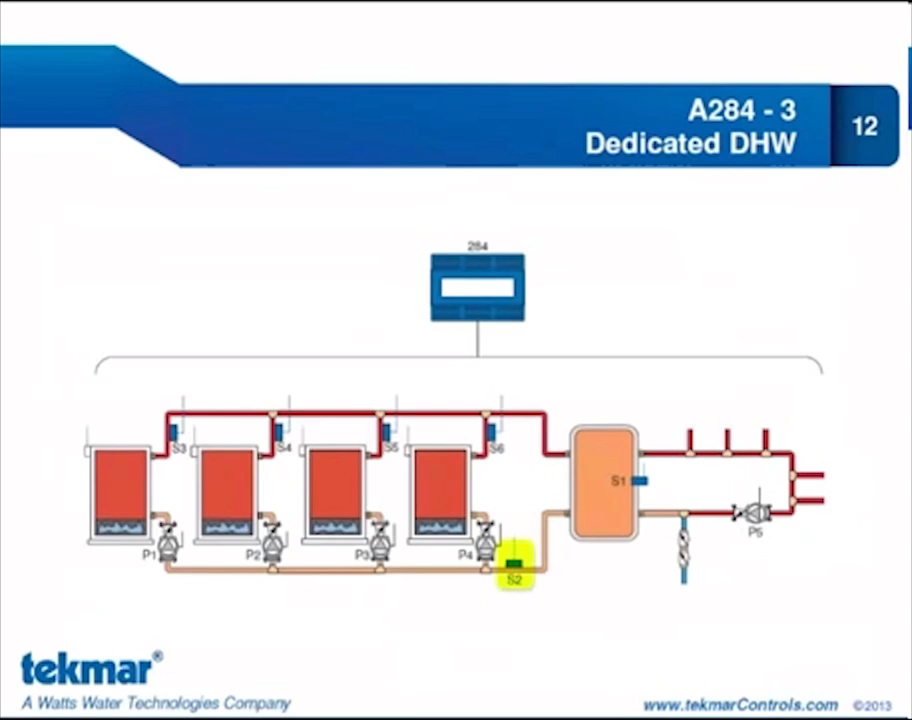 A284 - 3
Dedicated DHW
12
284
S3
S4
S5
S6
S1
P1
P2
P3
P4
P5
S2
tekmar®
A Watts Water Technologies Company
www.tekmarControls.com ©2013